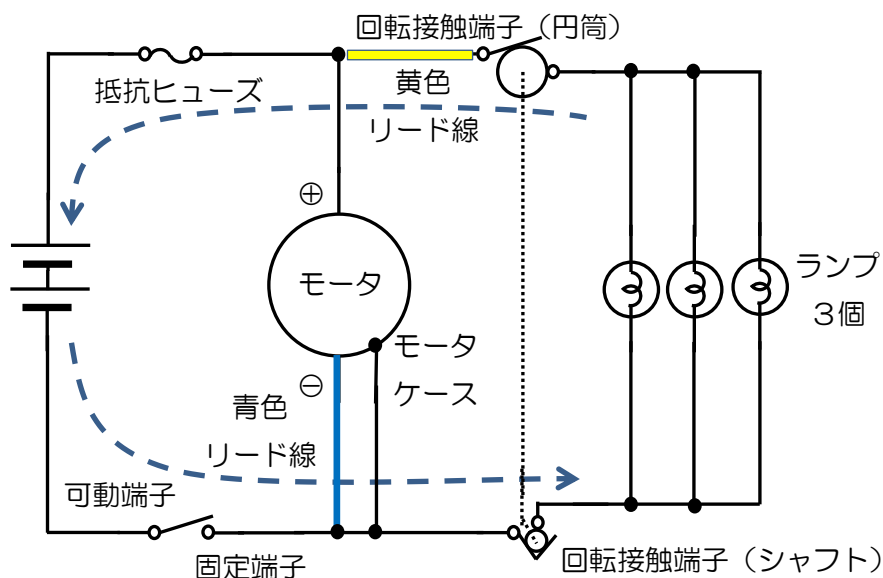 回転接触端子（円筒）
抵抗ヒューズ
黄色
リード線
⊕
モータ
ランプ
３個
モータ
ケース
⊖
青色
リード線
可動端子
固定端子
回転接触端子（シャフト）